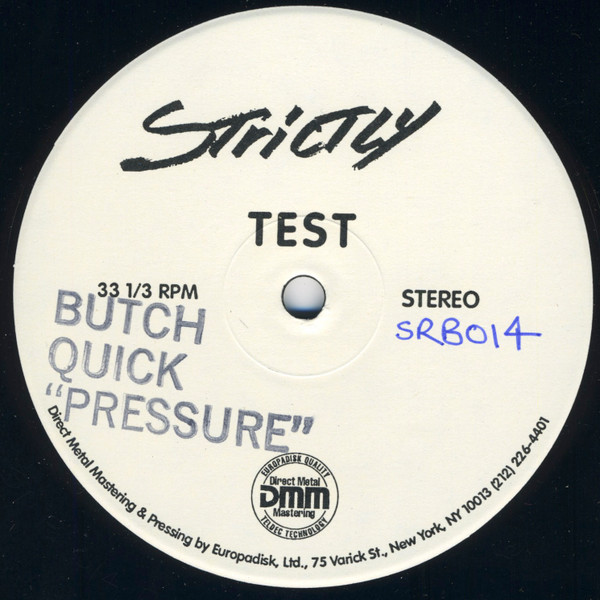 Strictly
TEST
33 1/3 RPM
STEREO
BUTCH
QUICK
"PRESSURE"
SRB014
EUROPADISK QUALITY
Direct Metal
DMM
Mastering
TELDEC TECHNOLOGY
Direct Metal Mastering & Pressing by Europadisk, Ltd., 75 Varick St., New York, NY 10013 (212) 226-4401